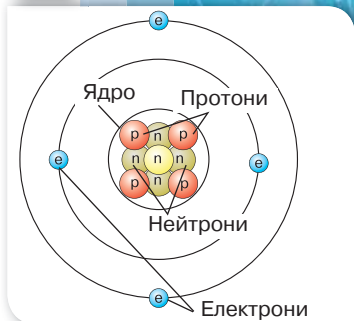 e
Ядро
Протони
p n p
e n n n e
p n p
Нейтрони
e
Електрони